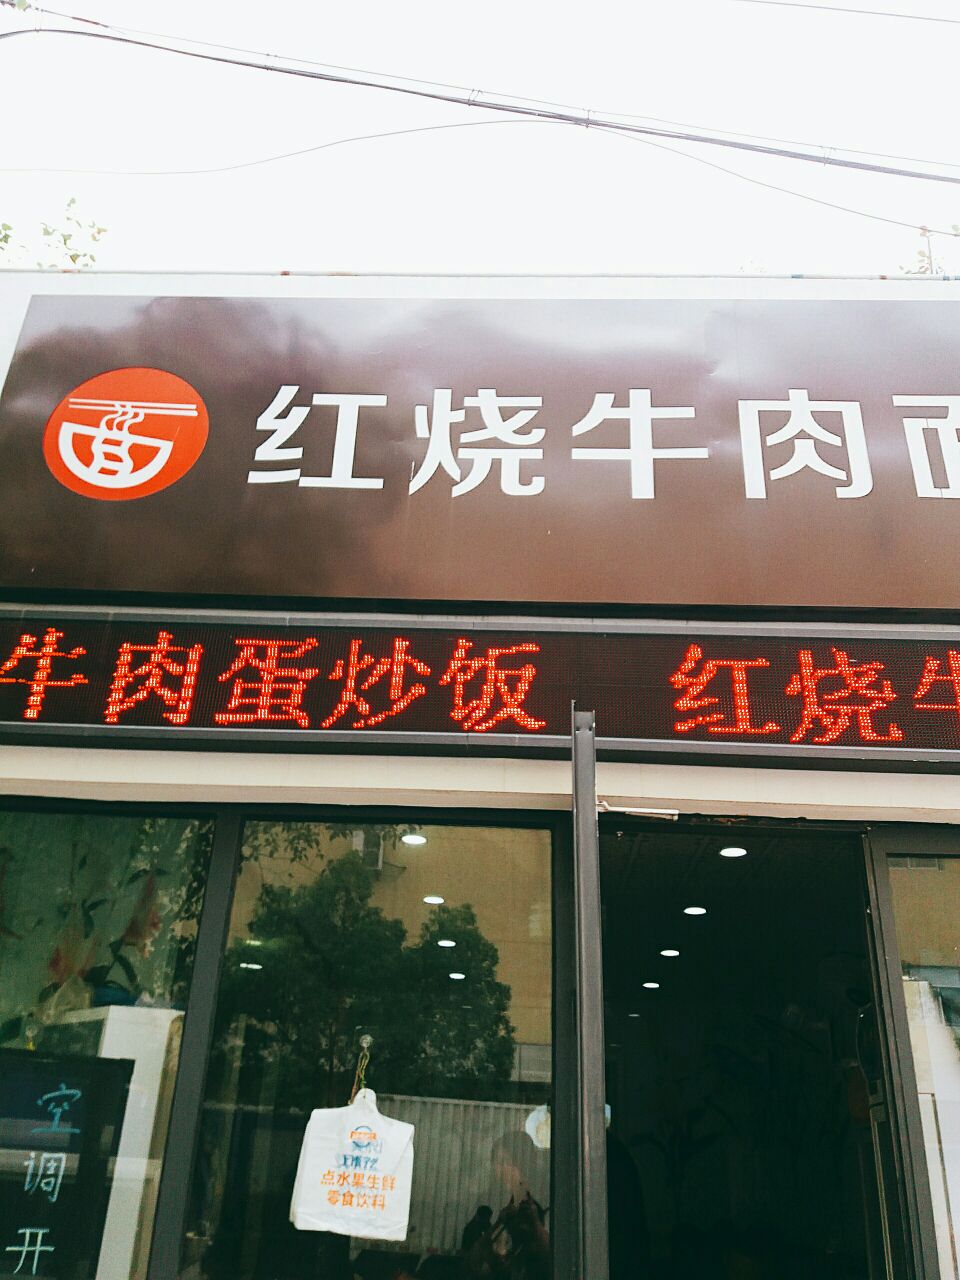 红烧牛肉面
牛肉蛋炒饭 红烧牛
点水果生鲜
零食饮料
空调开